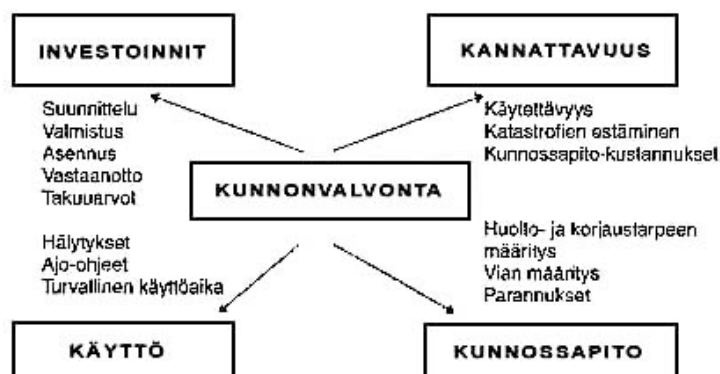 INVESTOINNIT
Suunnittelu
Valmistus
Asennus
Vastaanotto
Takuuarvot
KANNATTAVUUS
Käytettävyys
Katastrofien estäminen
Kunnossapito-kustannukset
KUNNONVALVONTA
Hälytykset
Ajo-ohjeet
Turvallinen käyttöaika
KÄYTTÖ
Huolto- ja korjaustarpeen
määritys
Vian määritys
Parannukset
KUNNOSSAPITO